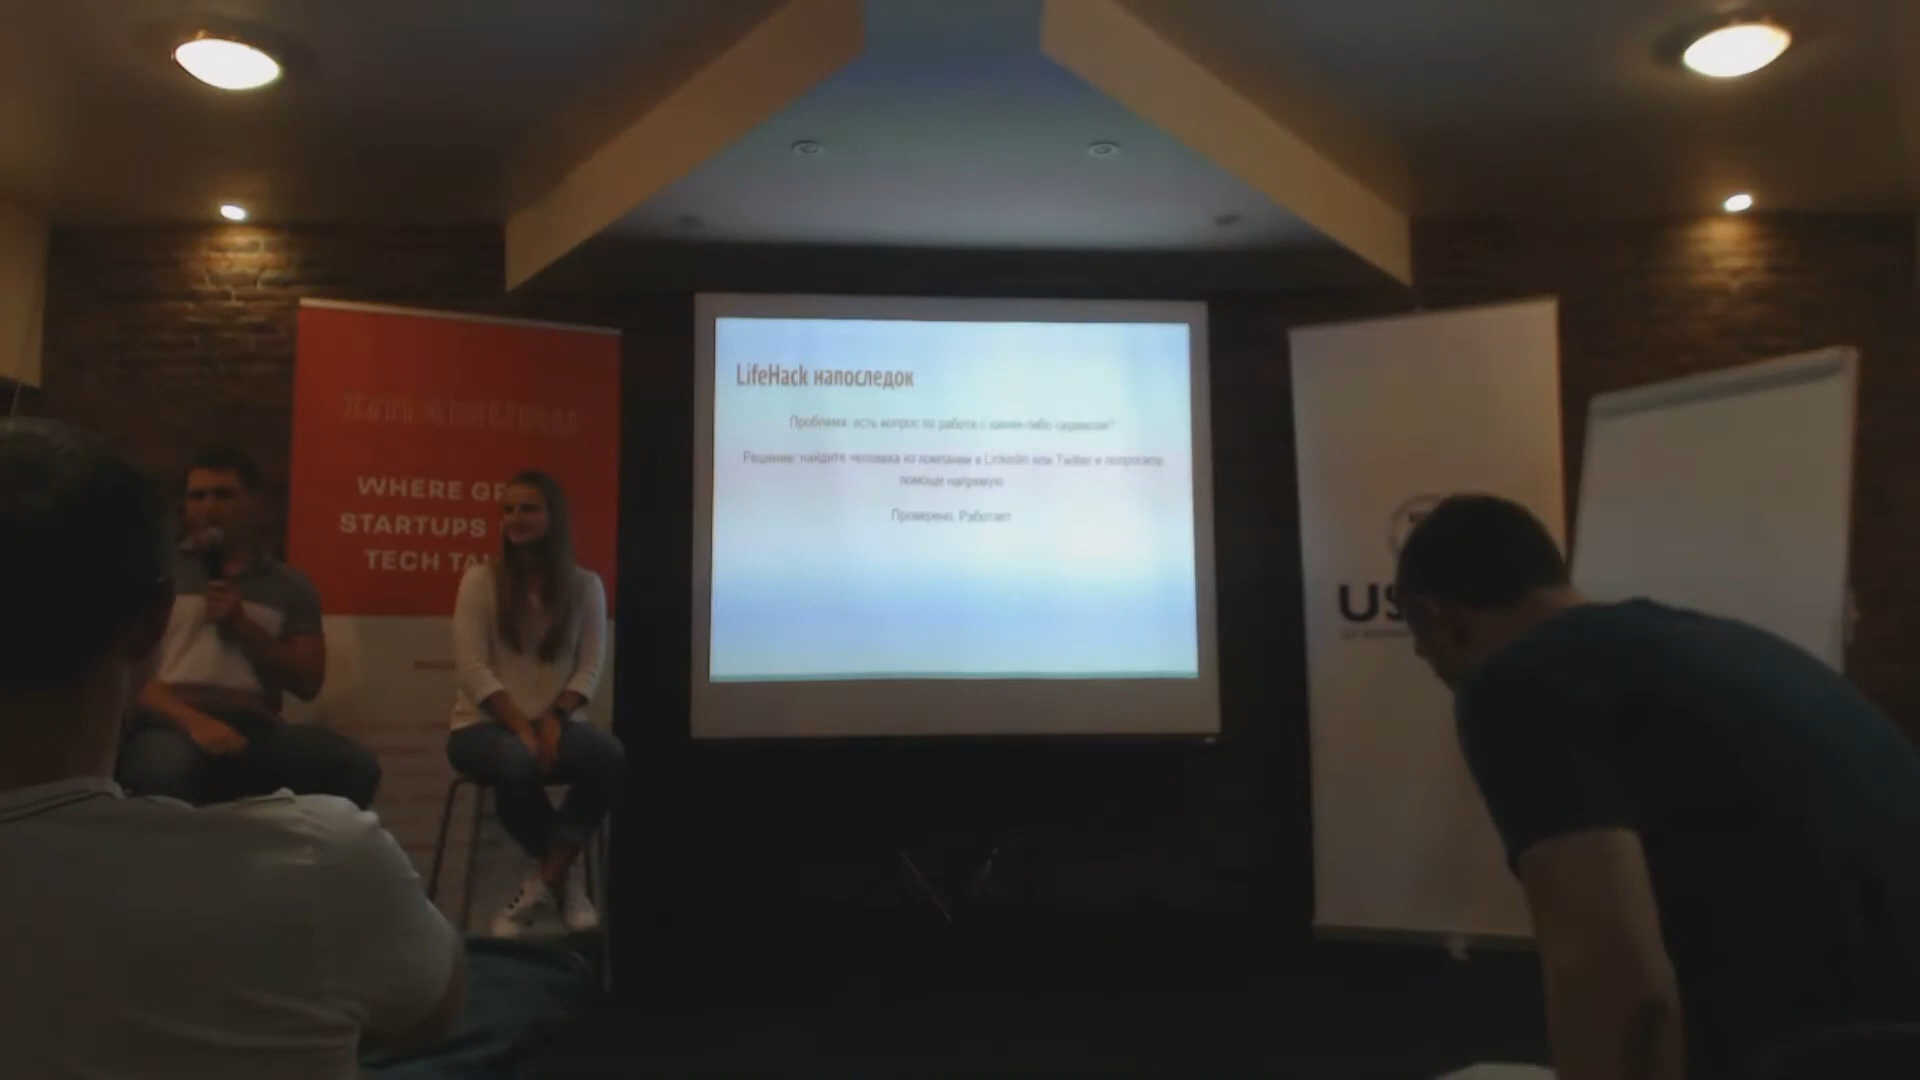 WHERE
STARTUPS
TECH
LifeHack напоследок
Проблема: есть вопрос по работе с каким-либо сервисом?
Решение: найдите человека из компании в LinkedIn или Twitter и попросите
помощи напрямую
Проверено. Работает